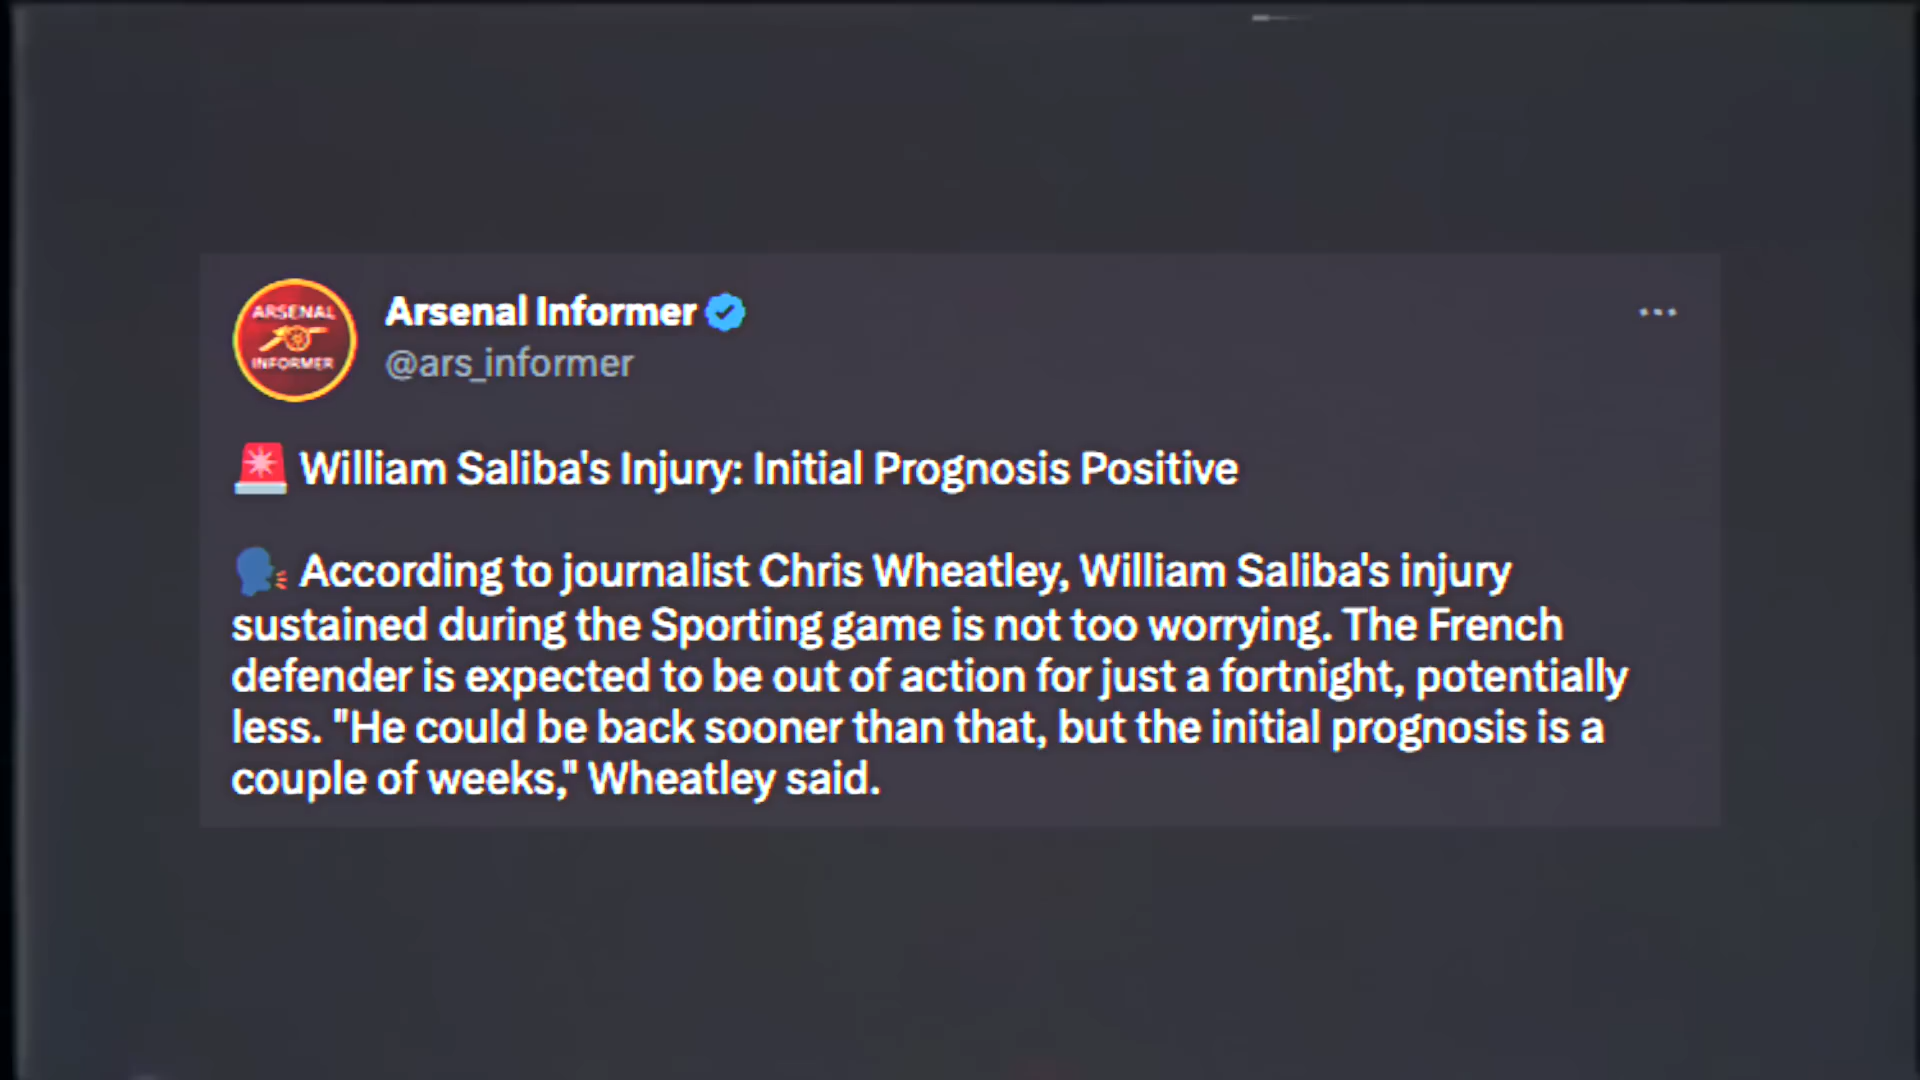 ARSENAL
INFORMER
Arsenal Informer
@ars_informer
🚨 William Saliba's Injury: Initial Prognosis Positive
🗣 According to journalist Chris Wheatley, William Saliba's injury
sustained during the Sporting game is not too worrying. The French
defender is expected to be out of action for just a fortnight, potentially
less. "He could be back sooner than that, but the initial prognosis is a
couple of weeks," Wheatley said.